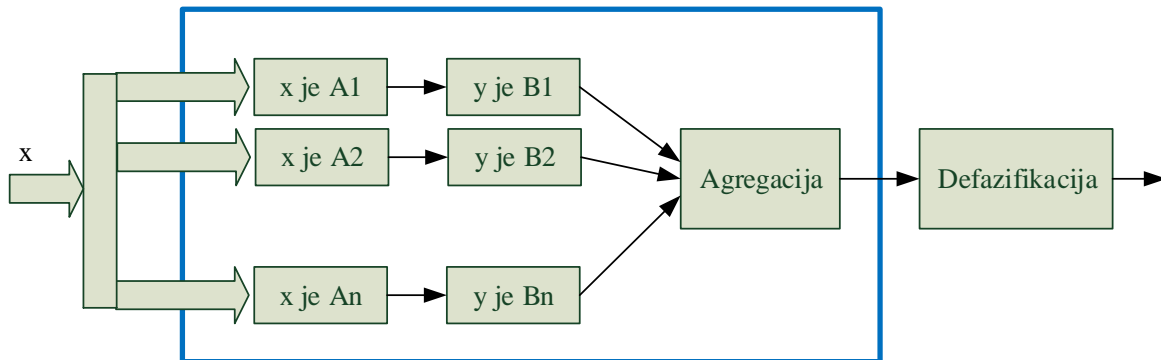 x
x je A1
y je B1
x je A2
y je B2
Agregacija
Defazifikacija
x je An
y je Bn